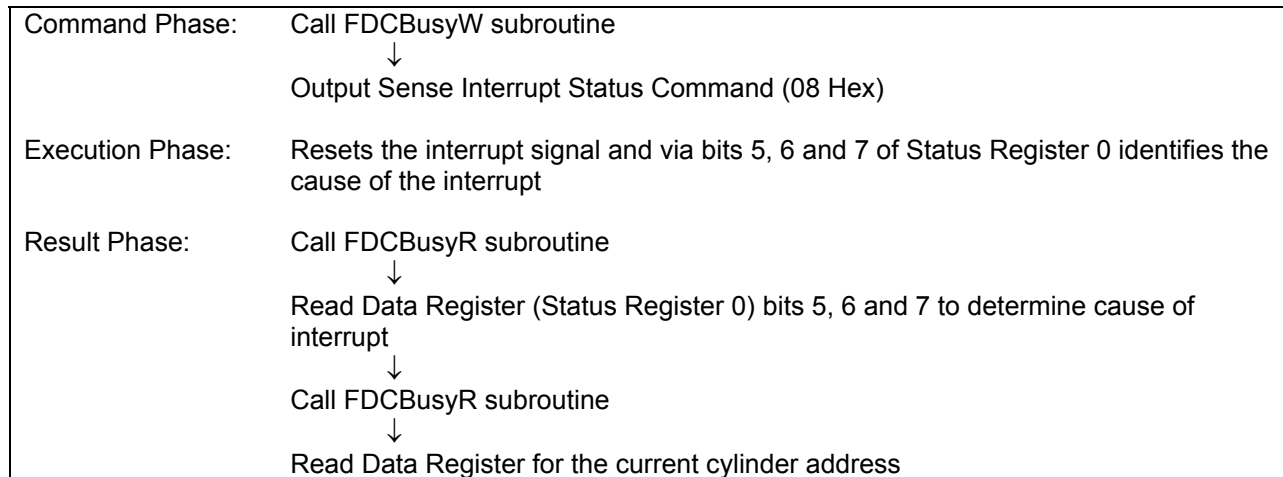 Command Phase: Call FDCBusyW subroutine
↓
Output Sense Interrupt Status Command (08 Hex)
Execution Phase: Resets the interrupt signal and via bits 5, 6 and 7 of Status Register 0 identifies the
cause of the interrupt
Result Phase: Call FDCBusyR subroutine
↓
Read Data Register (Status Register 0) bits 5, 6 and 7 to determine cause of
interrupt
↓
Call FDCBusyR subroutine
↓
Read Data Register for the current cylinder address